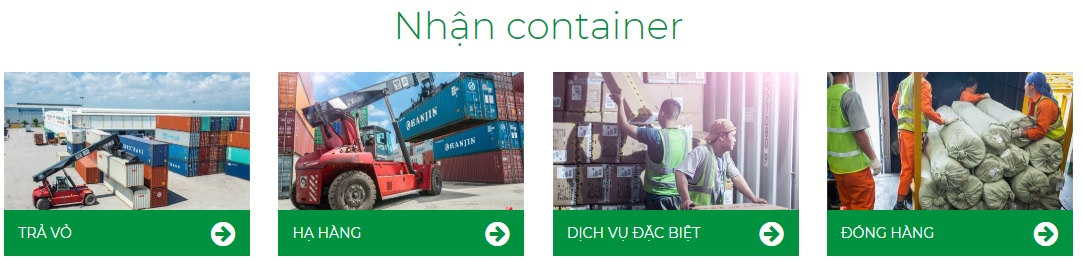 Nhận container
HANJIN
HANJIN
TRẢ VỎ
HẠ HÀNG
DỊCH VỤ ĐẶC BIỆT
ĐÓNG HÀNG